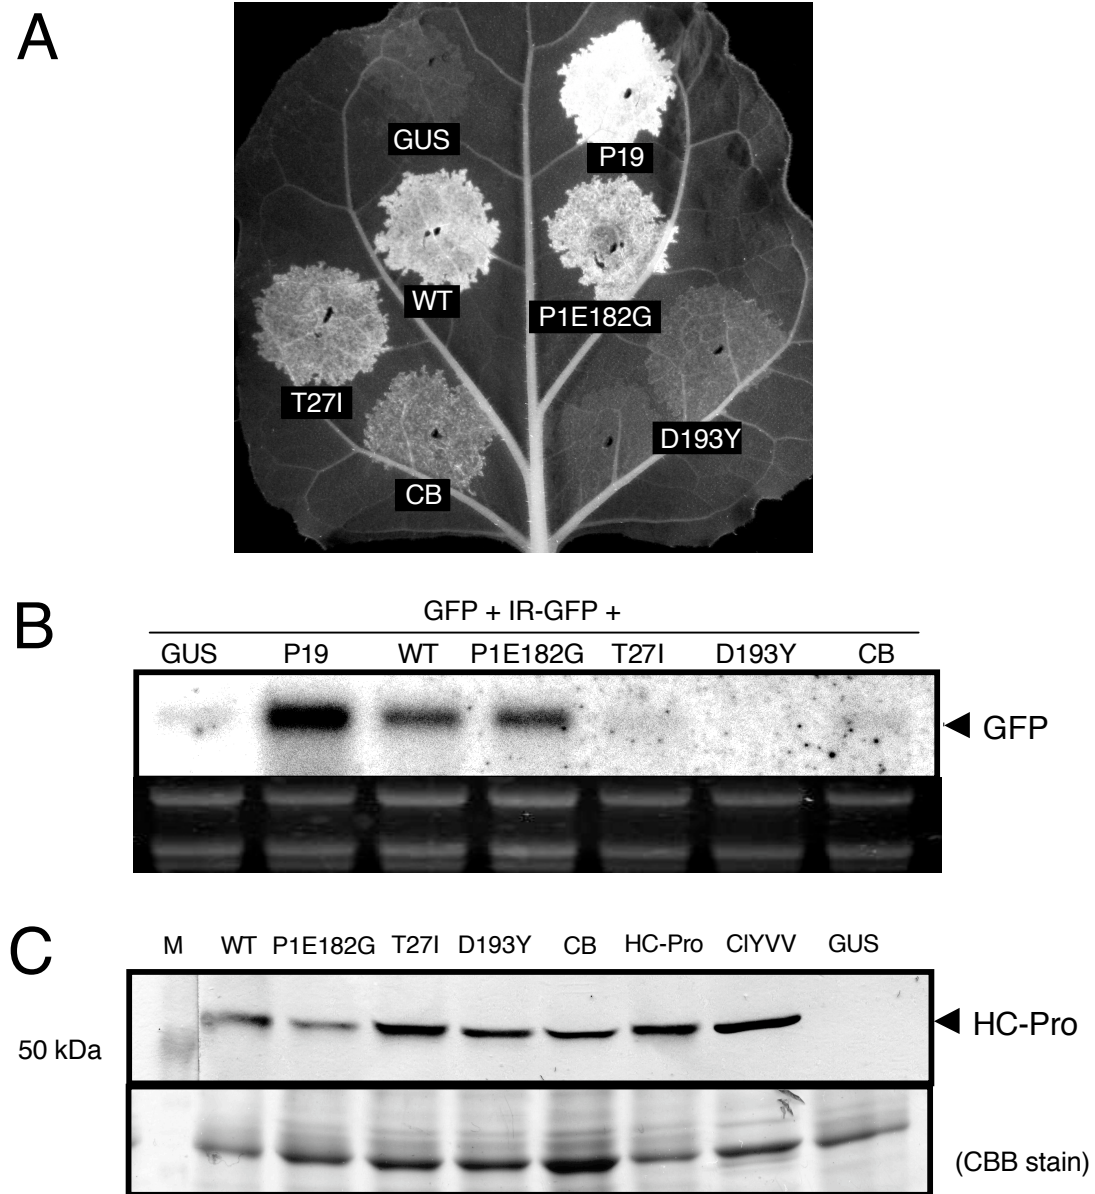 A
GUS
P19
WT
P1E182G
T27I
D193Y
CB
B
GFP + IR-GFP +
GUS P19 WT P1E182G T27I D193Y CB
GFP
C
M WT P1E182G T27I D193Y CB HC-Pro ClYVV GUS
HC-Pro
50 kDa
(CBB stain)